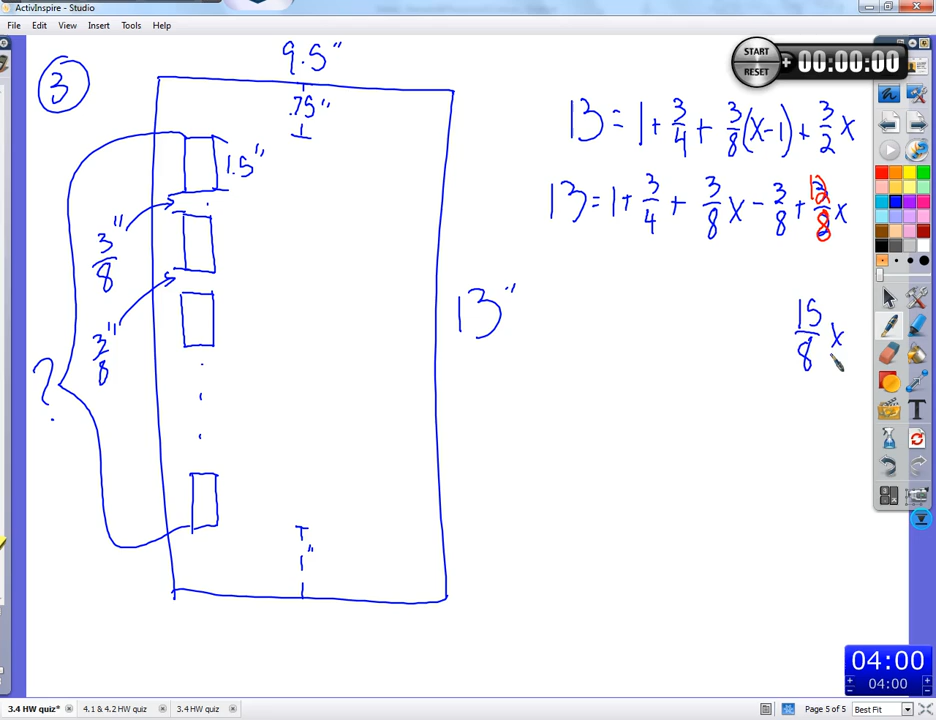 ActivInspire - Studio
File Edit View Insert Tools Help
START
RESET
+ 00:00:00
3
9.5"
.75"
1.5"
3/8"
3/8"
?
13"
1"
13 = 1 + 3/4 + 3/8(x-1) + 3/2 x
13 = 1 + 3/4 + 3/8 x - 3/8 + 12/8 x
15/8 x
T
04:00
04:00
3.4 HW quiz* 4.1 & 4.2 HW quiz 3.4 HW quiz Page 5 of 5 Best Fit